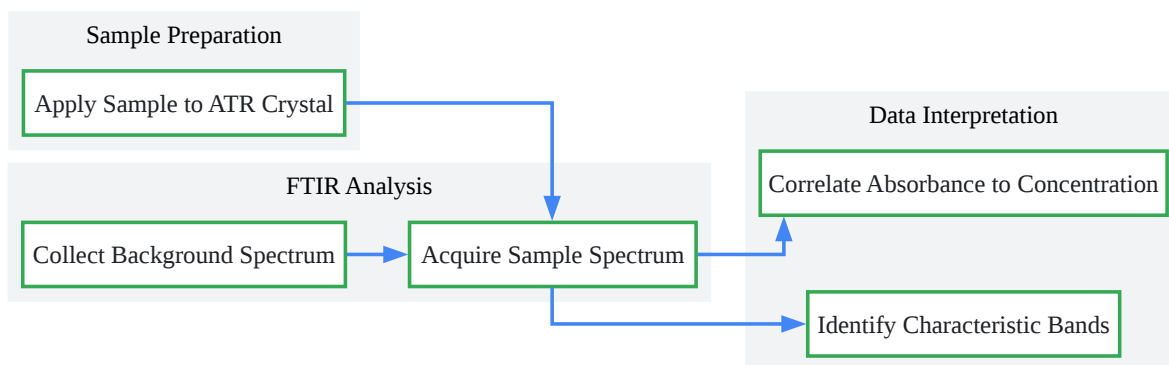 Sample Preparation
Apply Sample to ATR Crystal
FTIR Analysis
Collect Background Spectrum
Acquire Sample Spectrum
Data Interpretation
Correlate Absorbance to Concentration
Identify Characteristic Bands